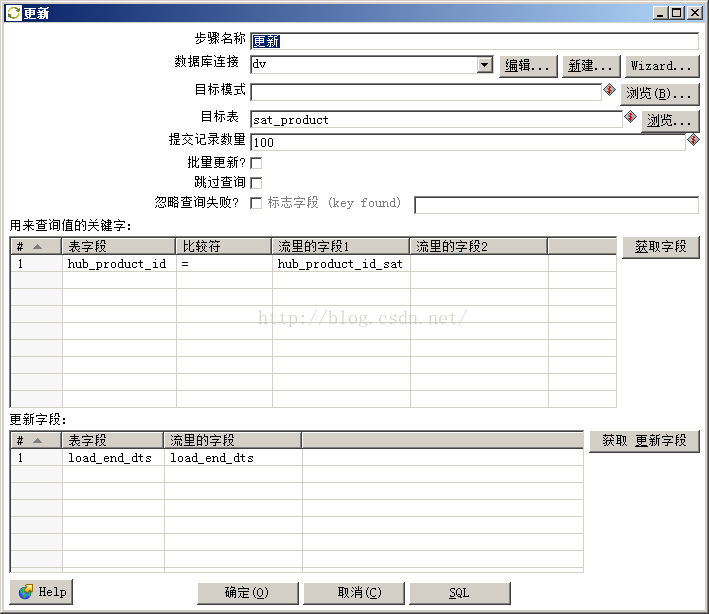 更新
步骤名称 更新
数据库连接 dv 编辑... 新建... Wizard...
目标模式 浏览(B)...
目标表 sat_product 浏览...
提交记录数量 100
批量更新?
跳过查询
忽略查询失败? 标志字段 (key found)
用来查询值的关键字:
# 表字段 比较符 流里的字段1 流里的字段2 获取字段
1 hub_product_id = hub_product_id_sat
http://blog.csdn.net/
更新字段:
# 表字段 流里的字段 获取 更新字段
1 load_end_dts load_end_dts
Help 确定(O) 取消(C) SQL